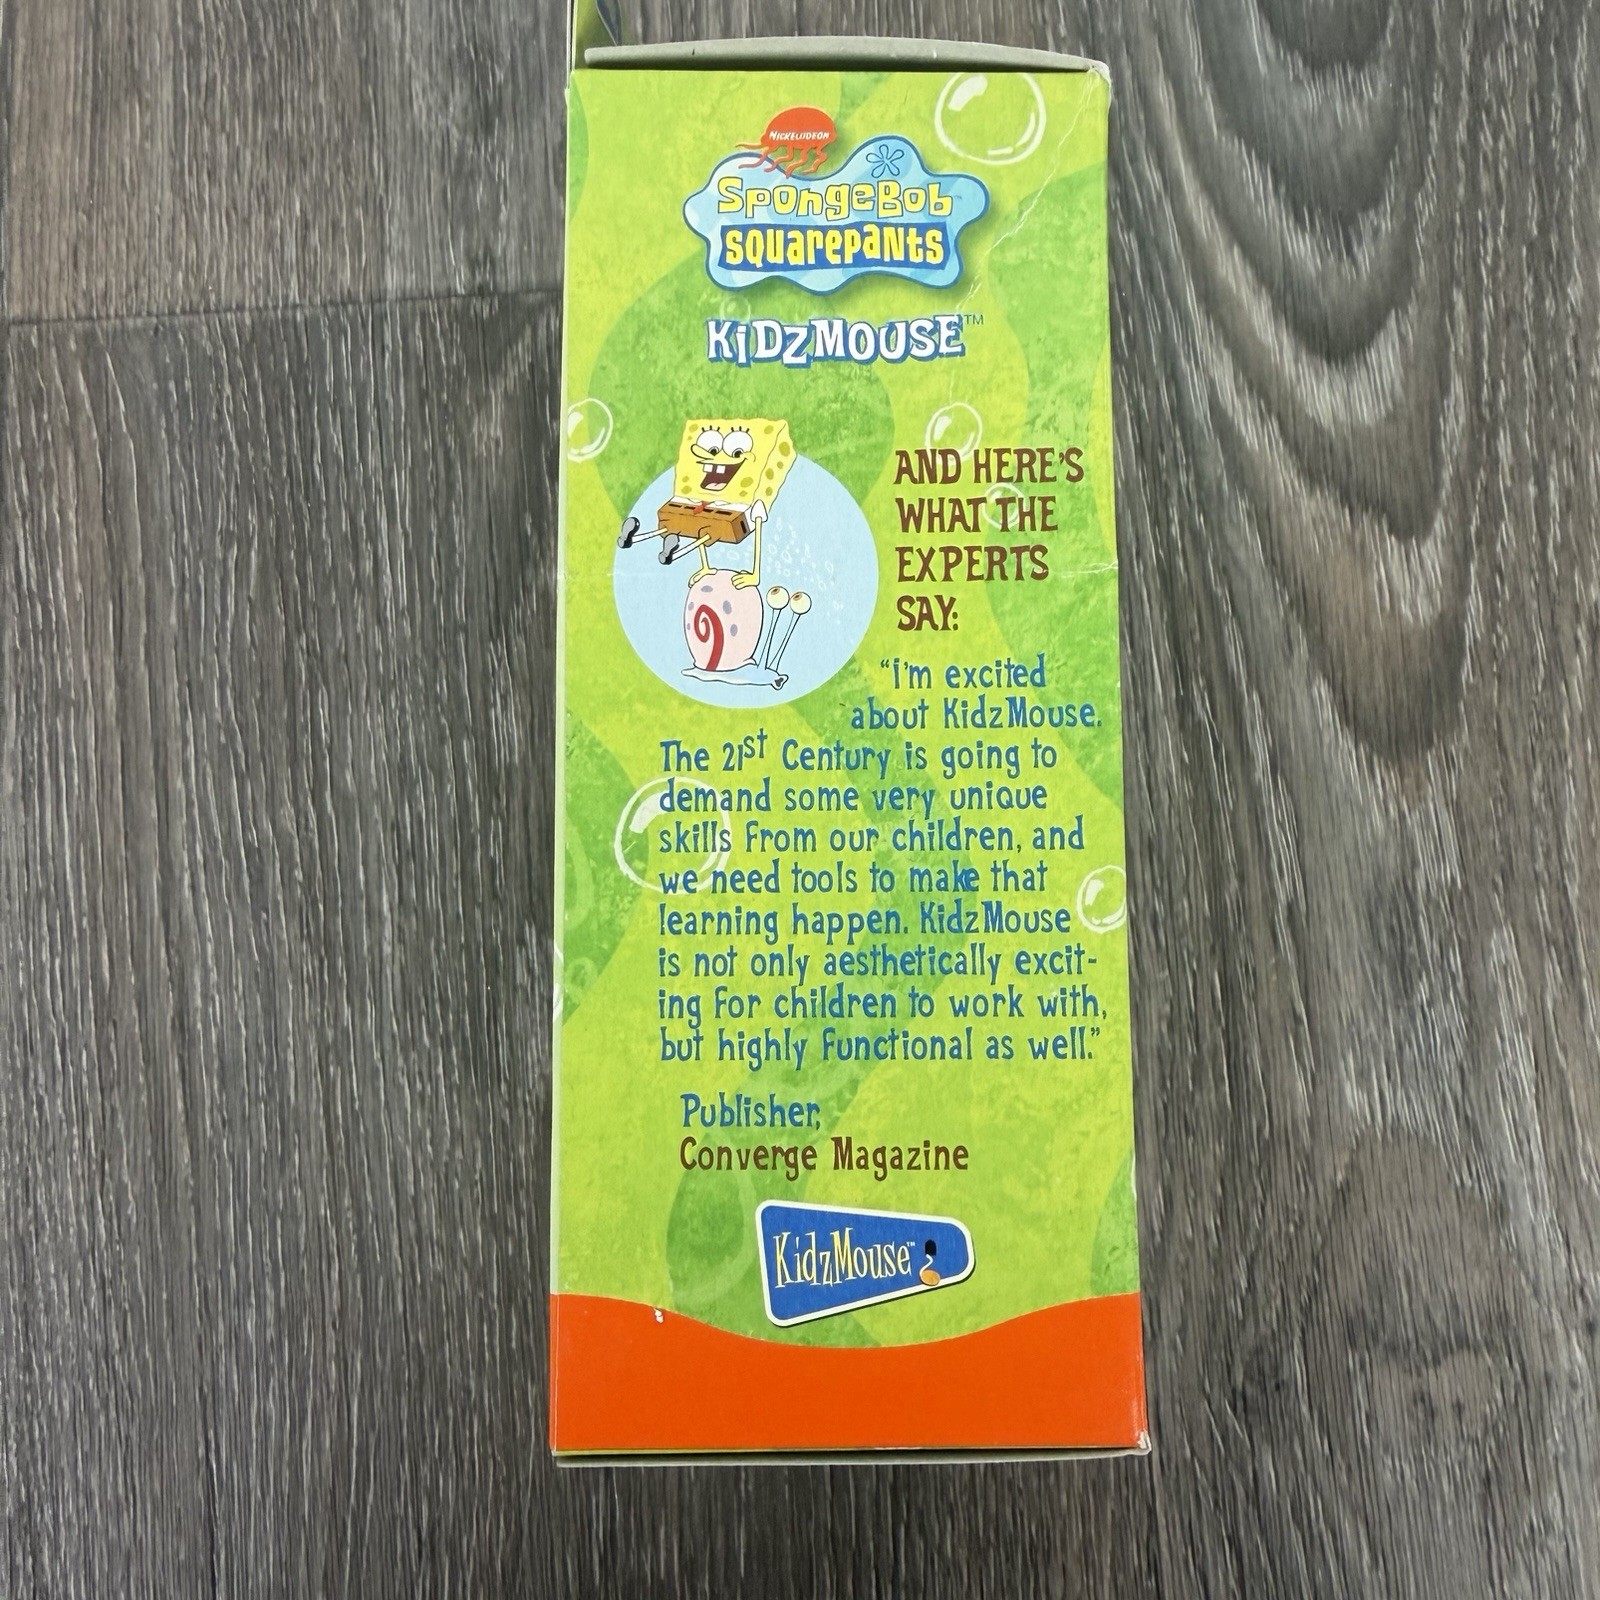 NICKELODEON
SPONGEBOB
SQUAREPANTS
KIDZMOUSE™
AND HERE'S
WHAT THE
EXPERTS
SAY:
"i'm excited
about KidzMouse.
The 21st Century is going to
demand some very unique
skills from our children, and
we need tools to make that
learning happen. KidzMouse
is not only aesthetically excit-
ing for children to work with,
but highly functional as well."
Publisher,
Converge Magazine
KidzMouse™